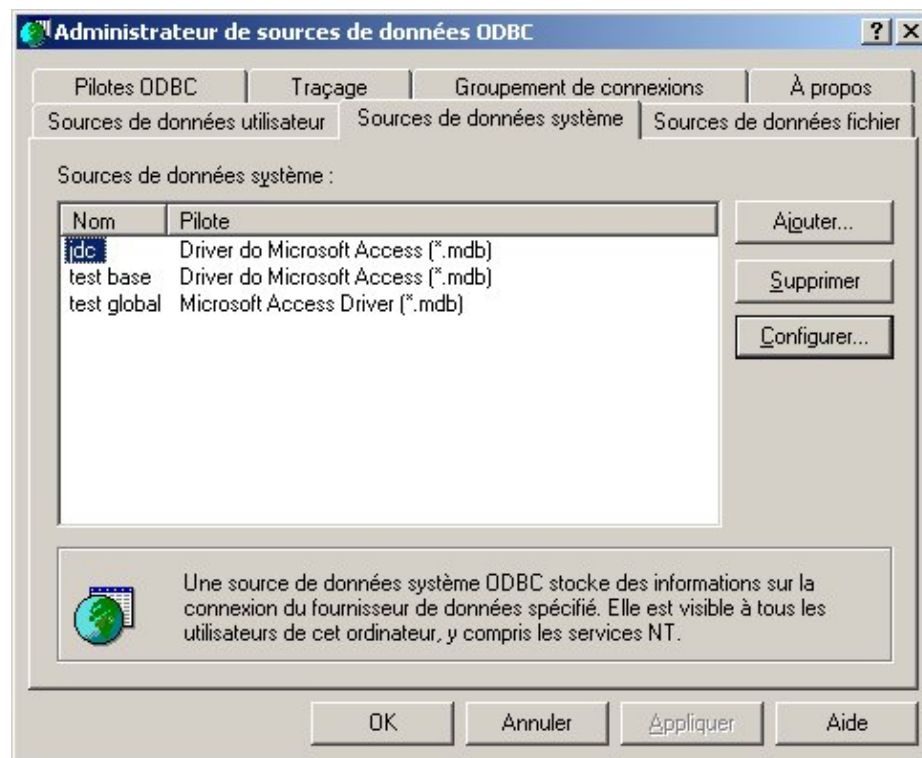 Administrateur de sources de données ODBC
Pilotes ODBC Traçage Groupement de connexions À propos
Sources de données utilisateur Sources de données système Sources de données fichier
Sources de données système :
Nom Pilote
jdc Driver do Microsoft Access (*.mdb)
test base Driver do Microsoft Access (*.mdb)
test global Microsoft Access Driver (*.mdb)
Ajouter...
Supprimer
Configurer...
Une source de données système ODBC stocke des informations sur la
connexion du fournisseur de données spécifié. Elle est visible à tous les
utilisateurs de cet ordinateur, y compris les services NT.
OK Annuler Appliquer Aide